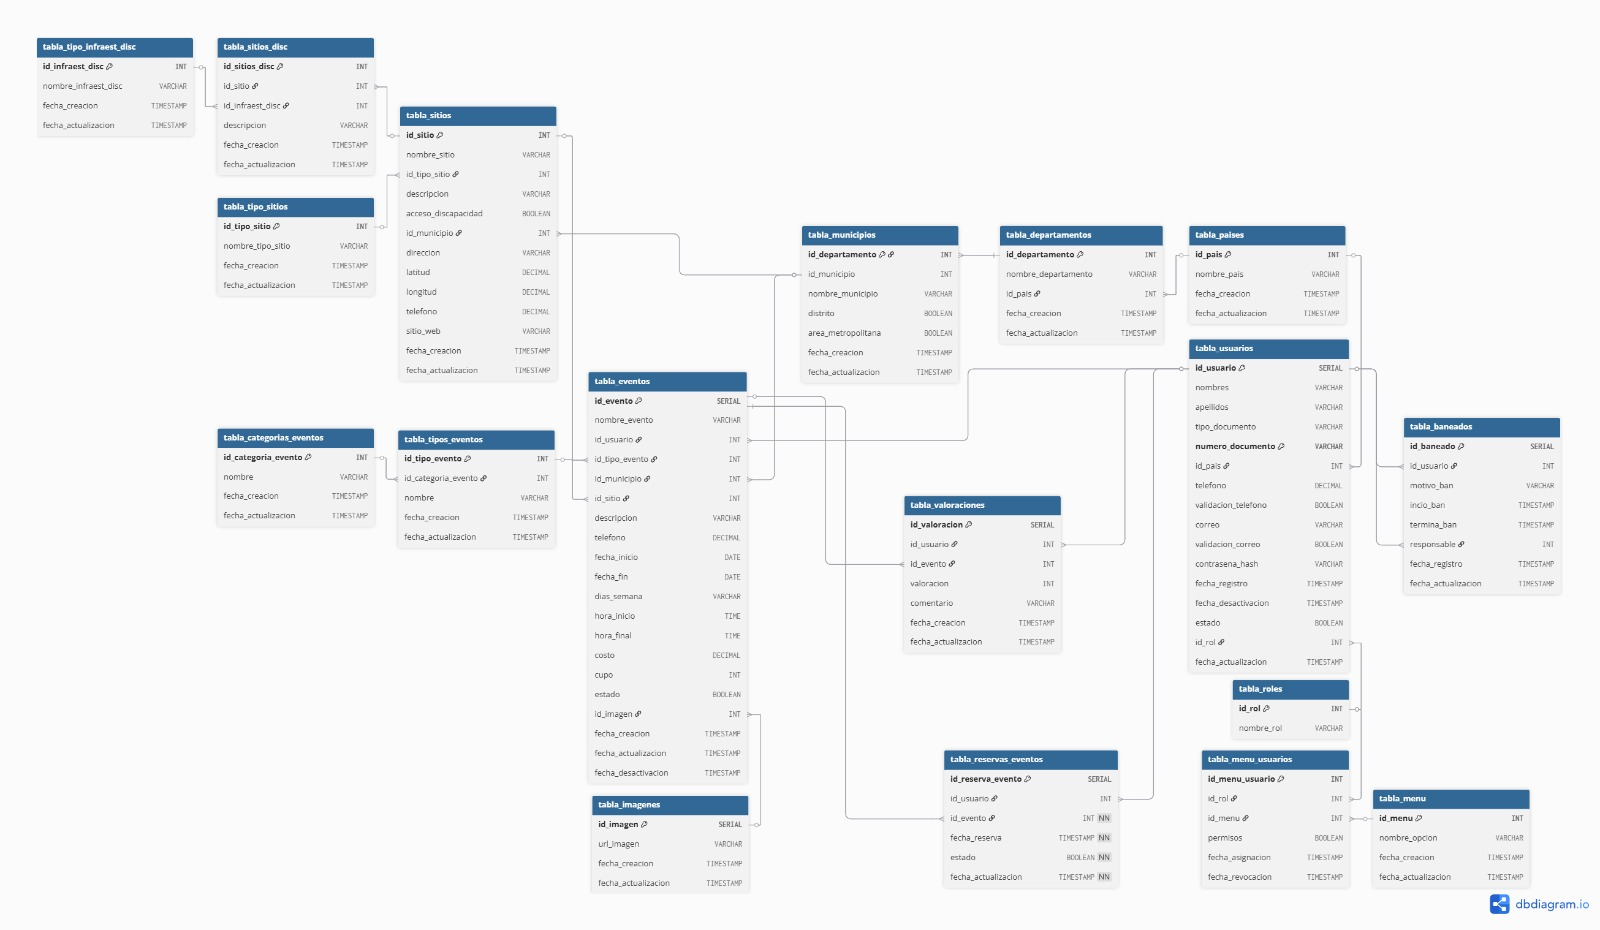 tabla_tipo_infraest_disc
id_infraest_disc INT
nombre_infraest_disc VARCHAR
fecha_creacion TIMESTAMP
fecha_actualizacion TIMESTAMP
tabla_sitios_disc
id_sitios_disc INT
id_sitio INT
id_infraest_disc INT
descripcion VARCHAR
fecha_creacion TIMESTAMP
fecha_actualizacion TIMESTAMP
tabla_tipo_sitios
id_tipo_sitio INT
nombre_tipo_sitio VARCHAR
fecha_creacion TIMESTAMP
fecha_actualizacion TIMESTAMP
tabla_sitios
id_sitio INT
nombre_sitio VARCHAR
id_tipo_sitio INT
descripcion VARCHAR
acceso_discapacidad BOOLEAN
id_municipio INT
direccion VARCHAR
latitud DECIMAL
longitud DECIMAL
telefono DECIMAL
sitio_web VARCHAR
fecha_creacion TIMESTAMP
fecha_actualizacion TIMESTAMP
tabla_categorias_eventos
id_categoria_evento INT
nombre VARCHAR
fecha_creacion TIMESTAMP
fecha_actualizacion TIMESTAMP
tabla_tipos_eventos
id_tipo_evento INT
id_categoria_evento INT
nombre VARCHAR
fecha_creacion TIMESTAMP
fecha_actualizacion TIMESTAMP
tabla_eventos
id_evento SERIAL
nombre_evento VARCHAR
id_usuario INT
id_tipo_evento INT
id_municipio INT
id_sitio INT
descripcion VARCHAR
telefono DECIMAL
fecha_inicio DATE
fecha_fin DATE
dias_semana VARCHAR
hora_inicio TIME
hora_final TIME
costo DECIMAL
cupo INT
estado BOOLEAN
id_imagen INT
fecha_creacion TIMESTAMP
fecha_actualizacion TIMESTAMP
fecha_desactivacion TIMESTAMP
tabla_imagenes
id_imagen SERIAL
url_imagen VARCHAR
fecha_creacion TIMESTAMP
fecha_actualizacion TIMESTAMP
tabla_municipios
id_departamento INT
id_municipio INT
nombre_municipio VARCHAR
distrito BOOLEAN
area_metropolitana BOOLEAN
fecha_creacion TIMESTAMP
fecha_actualizacion TIMESTAMP
tabla_departamentos
id_departamento INT
nombre_departamento VARCHAR
id_pais INT
fecha_creacion TIMESTAMP
fecha_actualizacion TIMESTAMP
tabla_paises
id_pais INT
nombre_pais VARCHAR
fecha_creacion TIMESTAMP
fecha_actualizacion TIMESTAMP
tabla_usuarios
id_usuario SERIAL
nombres VARCHAR
apellidos VARCHAR
tipo_documento VARCHAR
numero_documento VARCHAR
id_pais INT
telefono DECIMAL
validacion_telefono BOOLEAN
correo VARCHAR
validacion_correo BOOLEAN
contrasena_hash VARCHAR
fecha_registro TIMESTAMP
fecha_desactivacion TIMESTAMP
estado BOOLEAN
id_rol INT
fecha_actualizacion TIMESTAMP
tabla_baneados
id_baneado SERIAL
id_usuario INT
motivo_ban VARCHAR
incio_ban TIMESTAMP
termina_ban TIMESTAMP
responsable INT
fecha_registro TIMESTAMP
fecha_actualizacion TIMESTAMP
tabla_valoraciones
id_valoracion SERIAL
id_usuario INT
id_evento INT
valoracion INT
comentario VARCHAR
fecha_creacion TIMESTAMP
fecha_actualizacion TIMESTAMP
tabla_roles
id_rol INT
nombre_rol VARCHAR
tabla_reservas_eventos
id_reserva_evento SERIAL
id_usuario INT
id_evento INT NN
fecha_reserva TIMESTAMP NN
estado BOOLEAN NN
fecha_actualizacion TIMESTAMP NN
tabla_menu_usuarios
id_menu_usuario INT
id_rol INT
id_menu INT
permisos BOOLEAN
fecha_asignacion TIMESTAMP
fecha_revocacion TIMESTAMP
tabla_menu
id_menu INT
nombre_opcion VARCHAR
fecha_creacion TIMESTAMP
fecha_actualizacion TIMESTAMP
dbdiagram.io